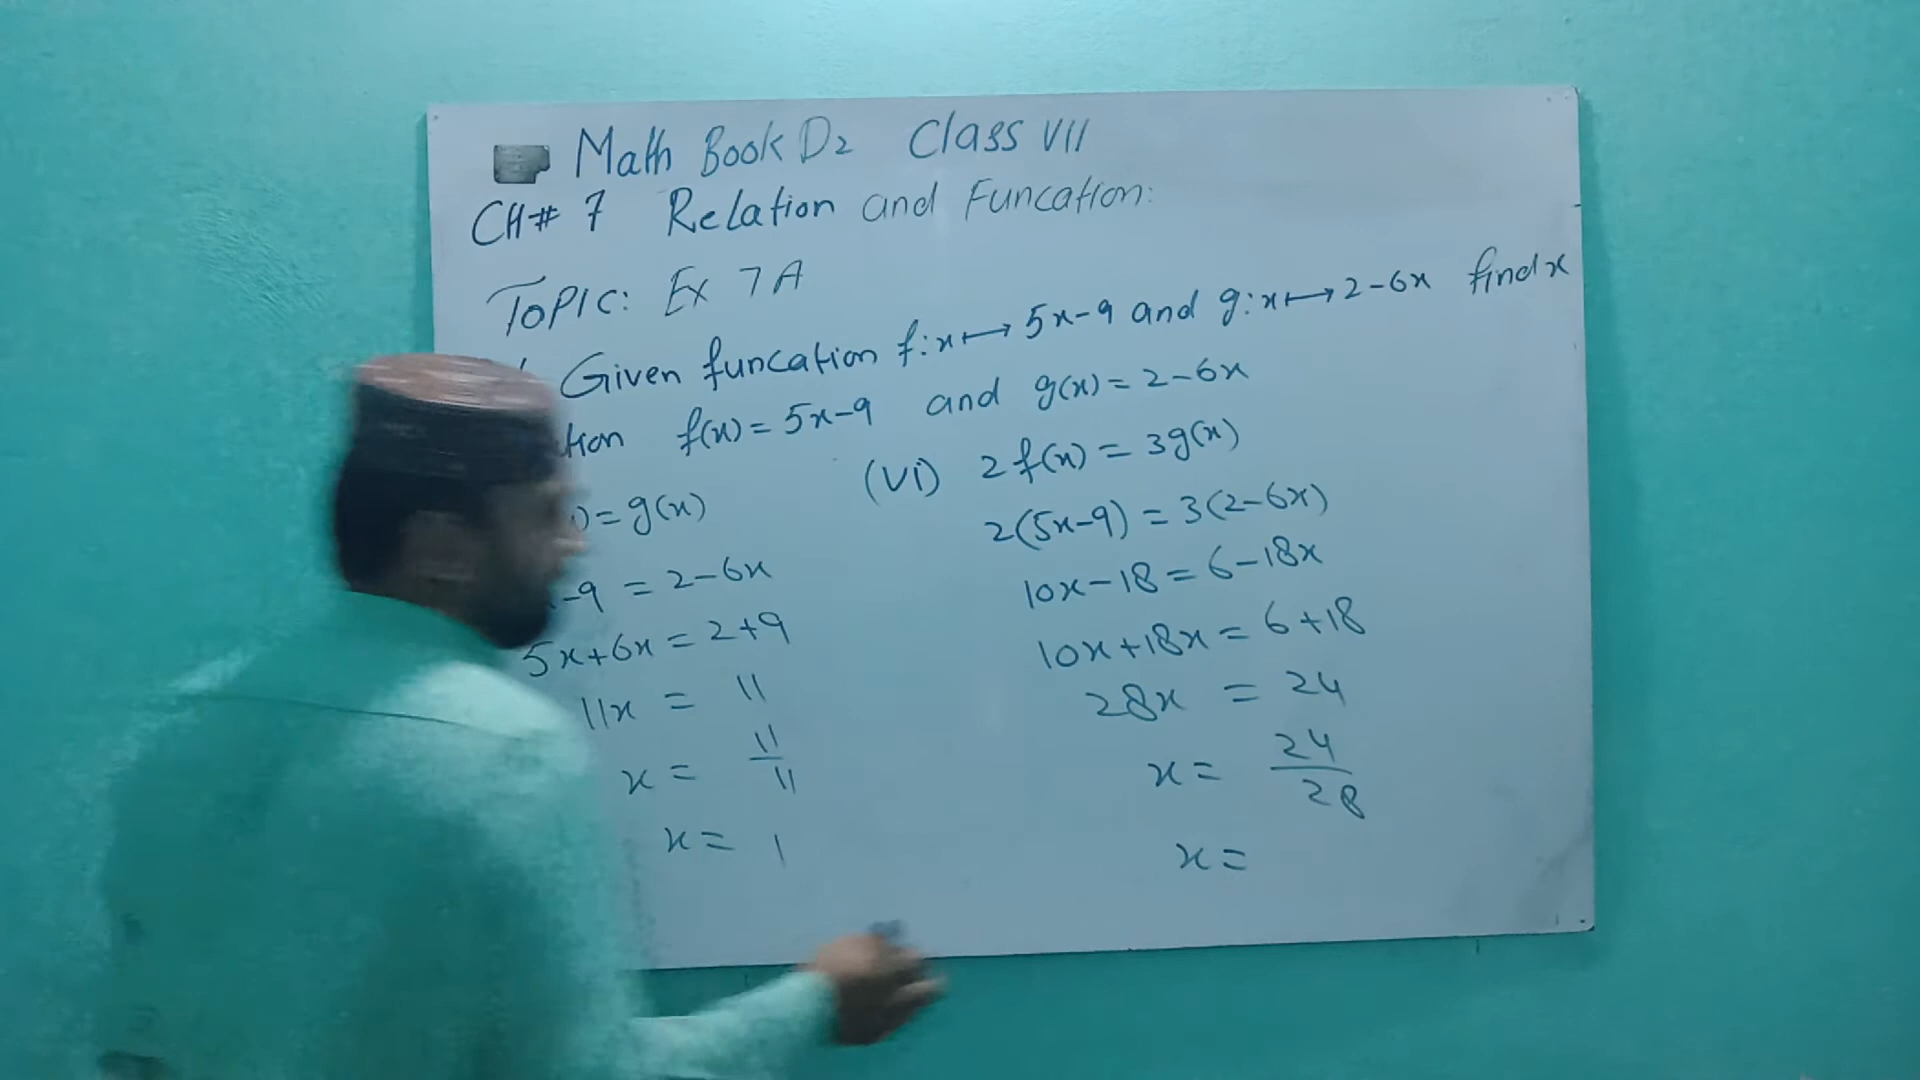 Math Book D2 Class VII
CH# 7 Relation and Funcation:
Topic: Ex 7A
Given funcation f:x↦5x-9 and g:x↦2-6x find x
f(x)=5x-9 and g(x)=2-6x
=g(x)
-9 = 2-6x
5x+6x=2+9
11x = 11
x = 11/11
x = 1
(Vi) 2f(x) = 3g(x)
2(5x-9) = 3(2-6x)
10x-18 = 6-18x
10x+18x = 6+18
28x = 24
x = 24/28
x =